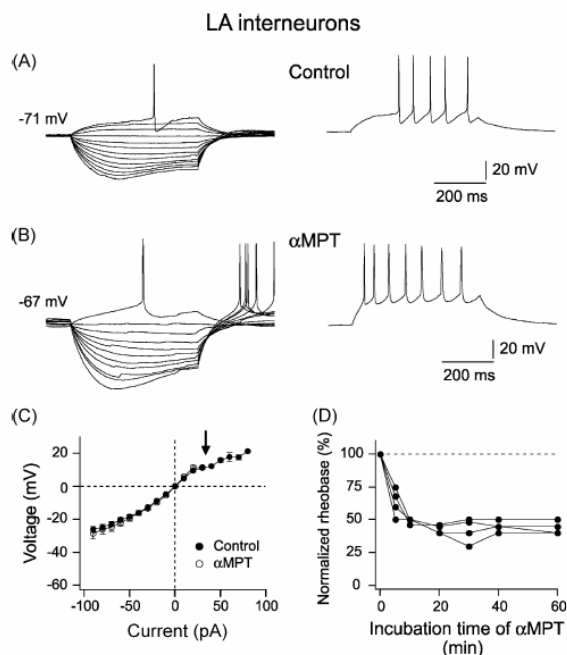 LA interneurons
(A)
Control
-71 mV
20 mV
200 ms
(B)
αMPT
-67 mV
20 mV
200 ms
(C)
20
0
-20
-40
-60
Voltage (mV)
Control
αMPT
-100
-50
0
50
100
Current (pA)
(D)
100
75
50
25
0
Normalized rheobase (%)
0
20
40
60
Incubation time of αMPT
(min)